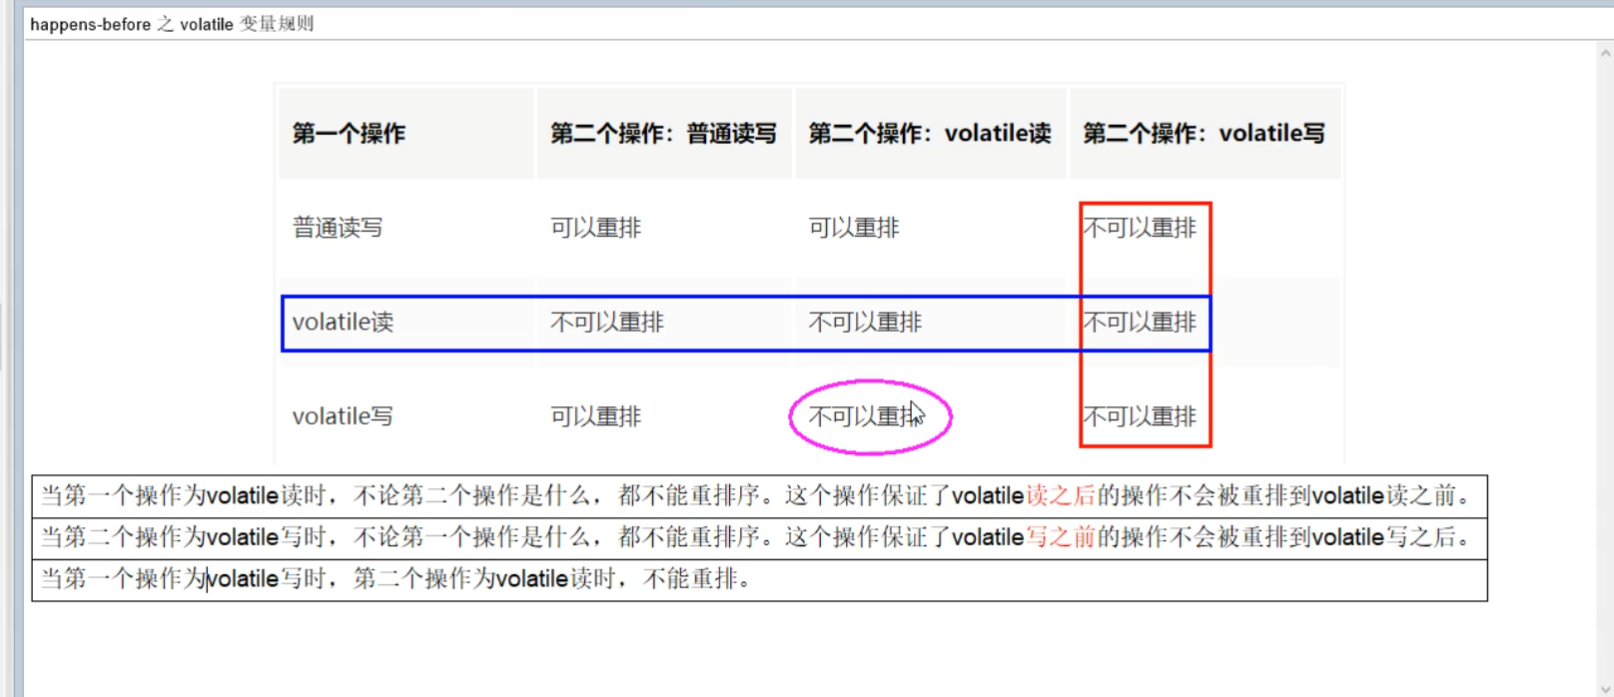 happens-before 之 volatile 变量规则
第一个操作 第二个操作：普通读写 第二个操作：volatile读 第二个操作：volatile写
普通读写 可以重排 可以重排 不可以重排
volatile读 不可以重排 不可以重排 不可以重排
volatile写 可以重排 不可以重排 不可以重排
当第一个操作为volatile读时，不论第二个操作是什么，都不能重排序。这个操作保证了volatile读之后的操作不会被重排到volatile读之前。
当第二个操作为volatile写时，不论第一个操作是什么，都不能重排序。这个操作保证了volatile写之前的操作不会被重排到volatile写之后。
当第一个操作为volatile写时，第二个操作为volatile读时，不能重排。